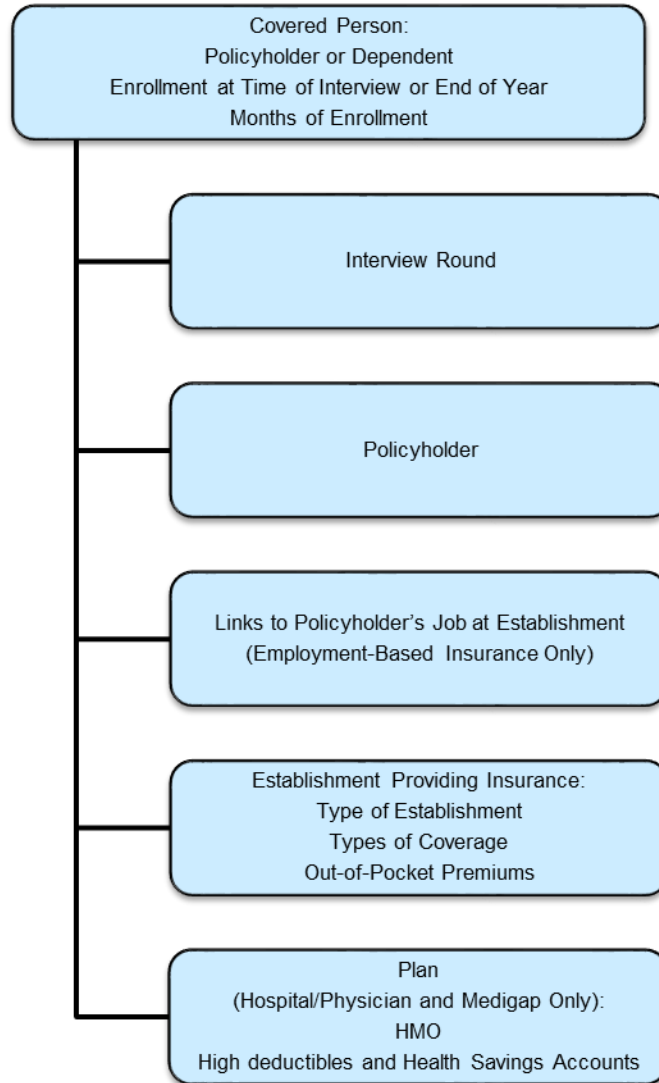 Covered Person:
Policyholder or Dependent
Enrollment at Time of Interview or End of Year
Months of Enrollment
Interview Round
Policyholder
Links to Policyholder's Job at Establishment
(Employment-Based Insurance Only)
Establishment Providing Insurance:
Type of Establishment
Types of Coverage
Out-of-Pocket Premiums
Plan
(Hospital/Physician and Medigap Only):
HMO
High deductibles and Health Savings Accounts